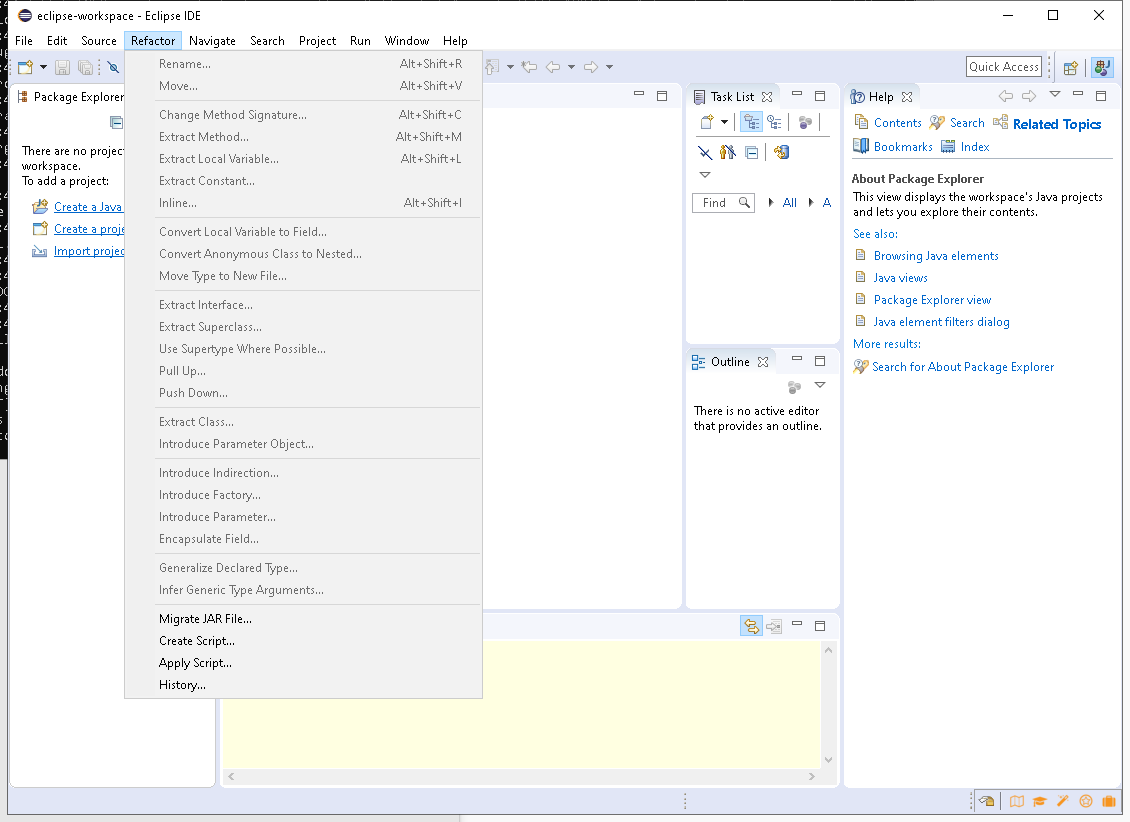 eclipse-workspace - Eclipse IDE
File Edit Source Refactor Navigate Search Project Run Window Help
Quick Access
Package Explorer
There are no
workspace.
To add a project:
Create a Java
Create a
Import
Rename... Alt+Shift+R
Move... Alt+Shift+V
Change Method Signature... Alt+Shift+C
Extract Method... Alt+Shift+M
Extract Local Variable... Alt+Shift+L
Extract Constant...
Inline... Alt+Shift+I
Convert Local Variable to Field...
Convert Anonymous Class to Nested...
Move Type to New File...
Extract Interface...
Extract Superclass...
Use Supertype Where Possible...
Pull Up...
Push Down...
Extract Class...
Introduce Parameter Object...
Introduce Indirection...
Introduce Factory...
Introduce Parameter...
Encapsulate Field...
Generalize Declared Type...
Infer Generic Type Arguments...
Migrate JAR File...
Create Script...
Apply Script...
History...
Task List
Find All A
Outline
There is no active editor
that provides an outline.
Help
Contents Search Related Topics
Bookmarks Index
About Package Explorer
This view displays the workspace's Java projects
and lets you explore their contents.
See also:
Browsing Java elements
Java views
Package Explorer view
Java element filters dialog
More results:
Search for About Package Explorer